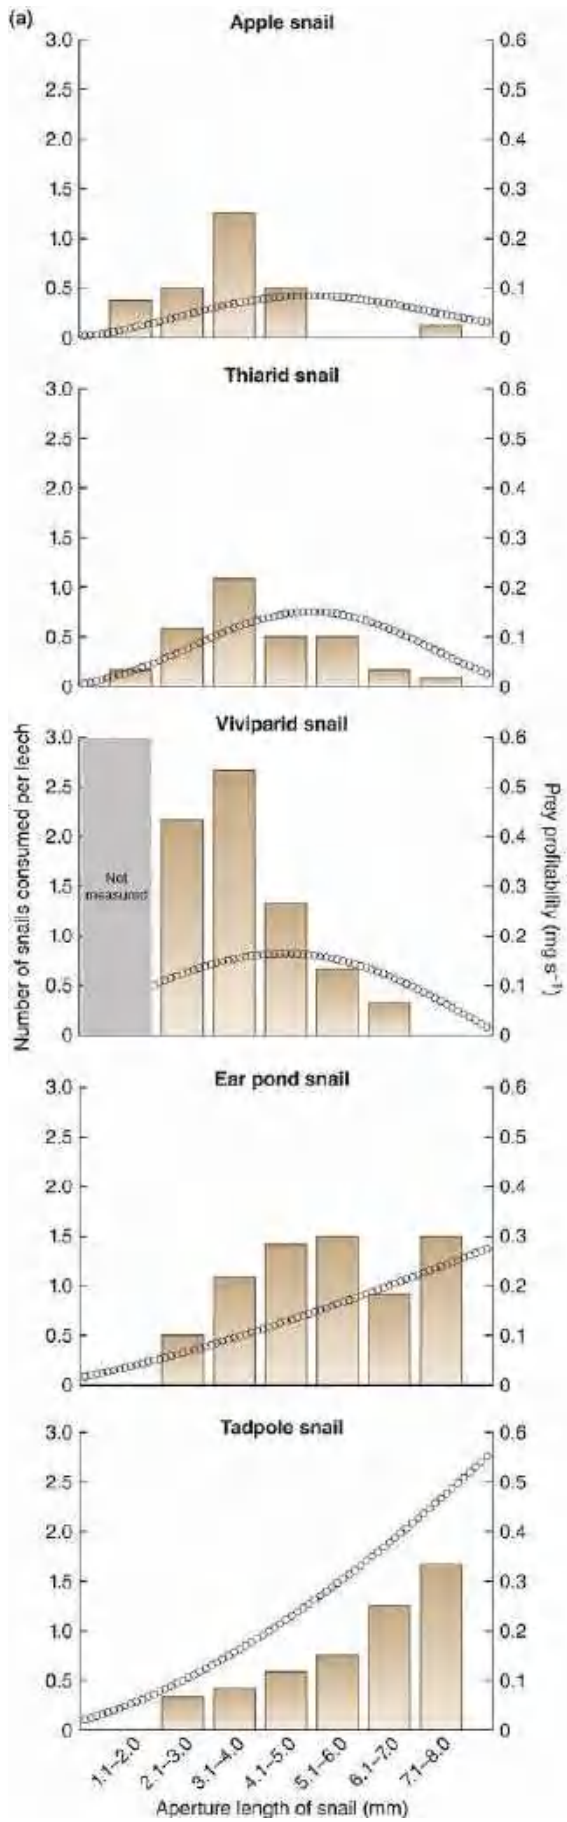 (a)
Apple snail
3.0 0.6
2.5 0.5
2.0 0.4
1.5 0.3
1.0 0.2
0.5 0.1
0 0
Thiarid snail
3.0 0.6
2.5 0.5
2.0 0.4
1.5 0.3
1.0 0.2
0.5 0.1
0 0
Viviparid snail
3.0 0.6
2.5 0.5
2.0 0.4
1.5 0.3
1.0 0.2
0.5 0.1
0 0
Not
measured
Number of snails consumed per leech
Prey profitability (mg s⁻¹)
Ear pond snail
3.0 0.6
2.5 0.5
2.0 0.4
1.5 0.3
1.0 0.2
0.5 0.1
0 0
Tadpole snail
3.0 0.6
2.5 0.5
2.0 0.4
1.5 0.3
1.0 0.2
0.5 0.1
0 0
1.1–2.0 2.1–3.0 3.1–4.0 4.1–5.0 5.1–6.0 6.1–7.0 7.1–8.0
Aperture length of snail (mm)